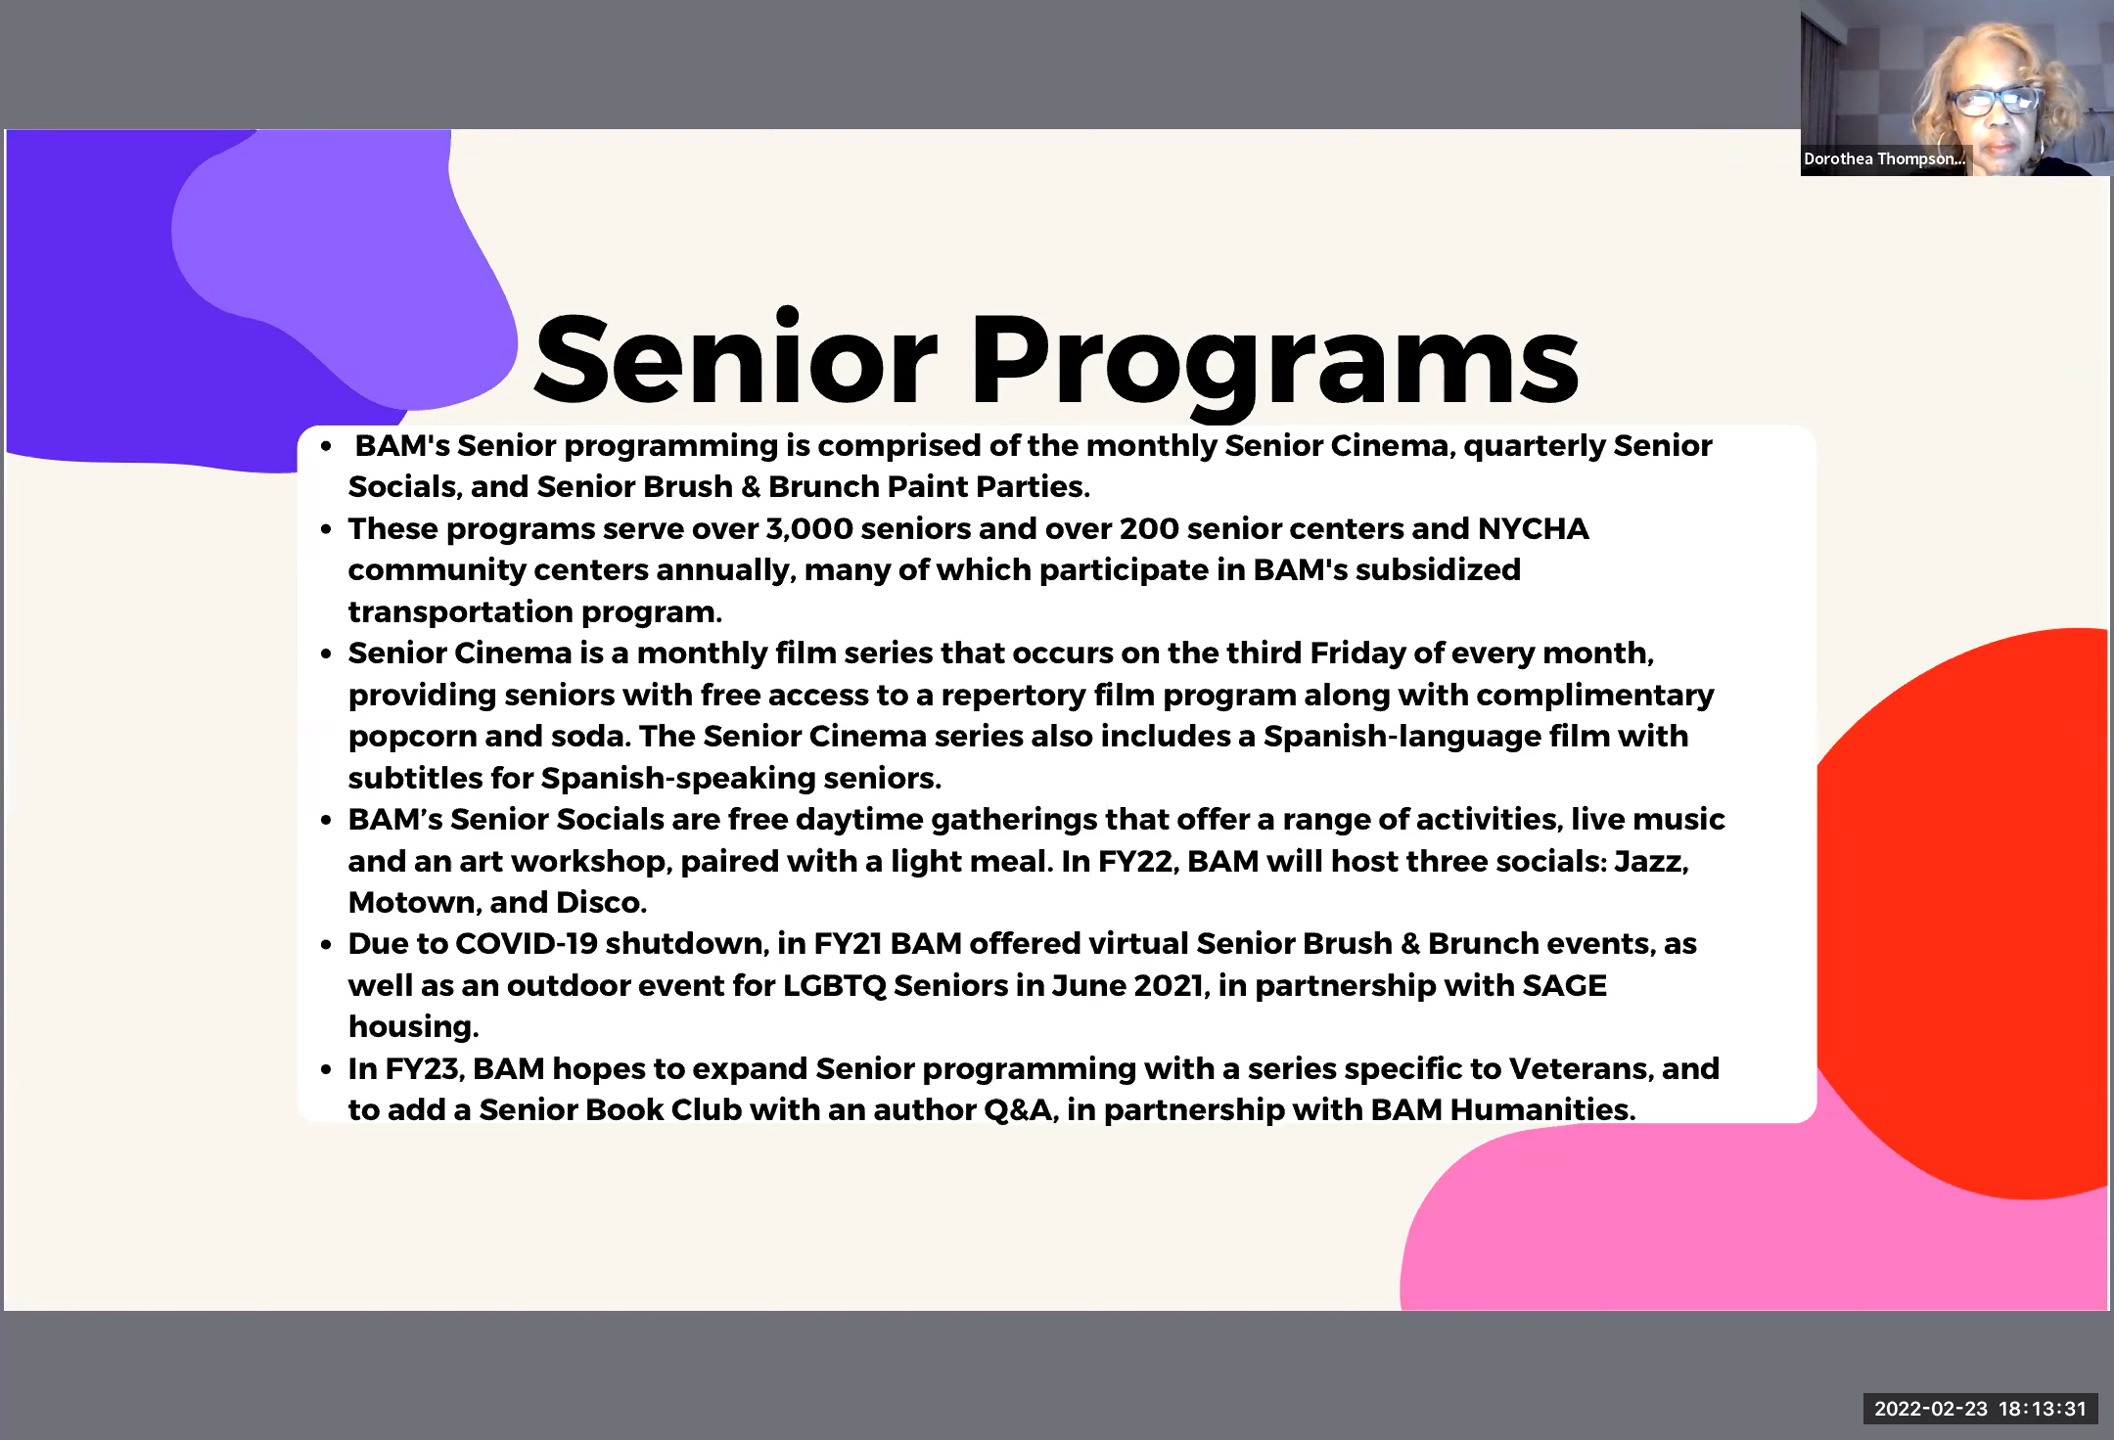 Dorothea Thompson...
Senior Programs
• BAM's Senior programming is comprised of the monthly Senior Cinema, quarterly Senior
Socials, and Senior Brush & Brunch Paint Parties.
• These programs serve over 3,000 seniors and over 200 senior centers and NYCHA
community centers annually, many of which participate in BAM's subsidized
transportation program.
• Senior Cinema is a monthly film series that occurs on the third Friday of every month,
providing seniors with free access to a repertory film program along with complimentary
popcorn and soda. The Senior Cinema series also includes a Spanish-language film with
subtitles for Spanish-speaking seniors.
• BAM’s Senior Socials are free daytime gatherings that offer a range of activities, live music
and an art workshop, paired with a light meal. In FY22, BAM will host three socials: Jazz,
Motown, and Disco.
• Due to COVID-19 shutdown, in FY21 BAM offered virtual Senior Brush & Brunch events, as
well as an outdoor event for LGBTQ Seniors in June 2021, in partnership with SAGE
housing.
• In FY23, BAM hopes to expand Senior programming with a series specific to Veterans, and
to add a Senior Book Club with an author Q&A, in partnership with BAM Humanities.
2022-02-23 18:13:31